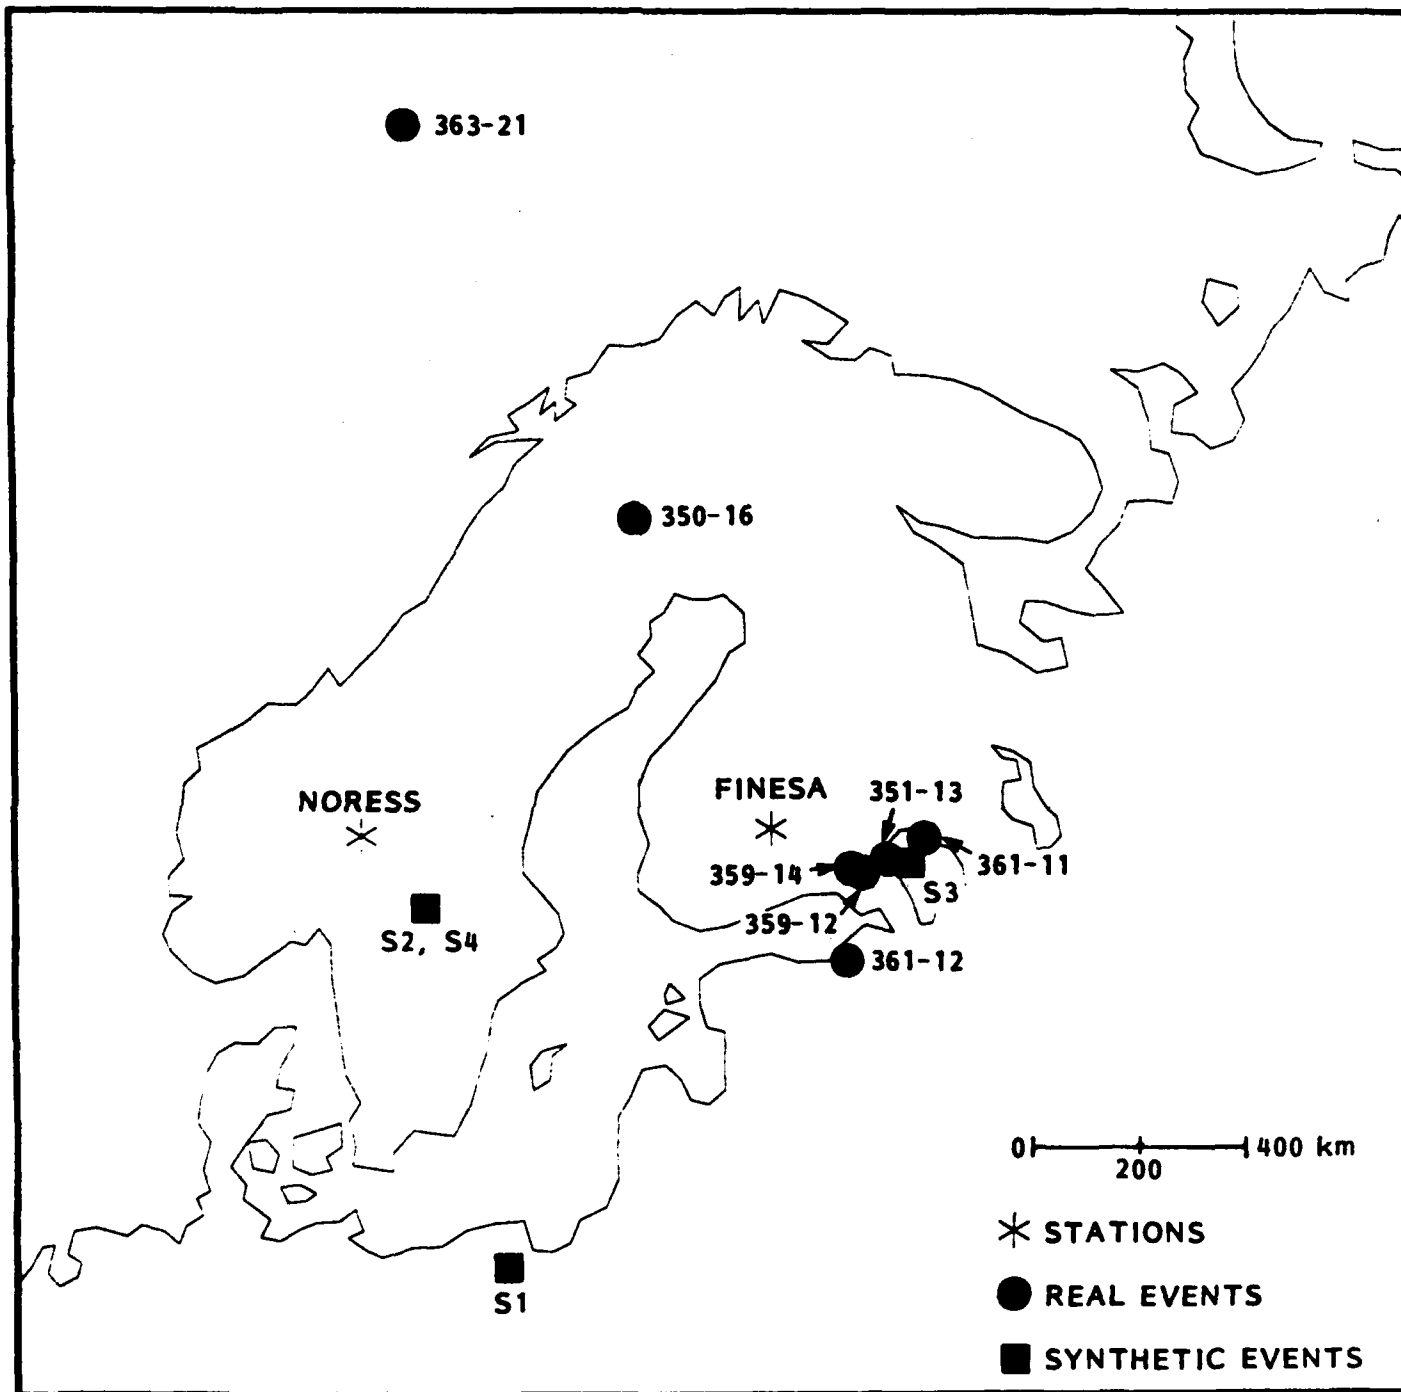 363-21
350-16
NORESS
FINESA
351-13
359-14
361-11
S3
359-12
S2, S4
361-12
0 400 km
200
STATIONS
REAL EVENTS
S1
SYNTHETIC EVENTS